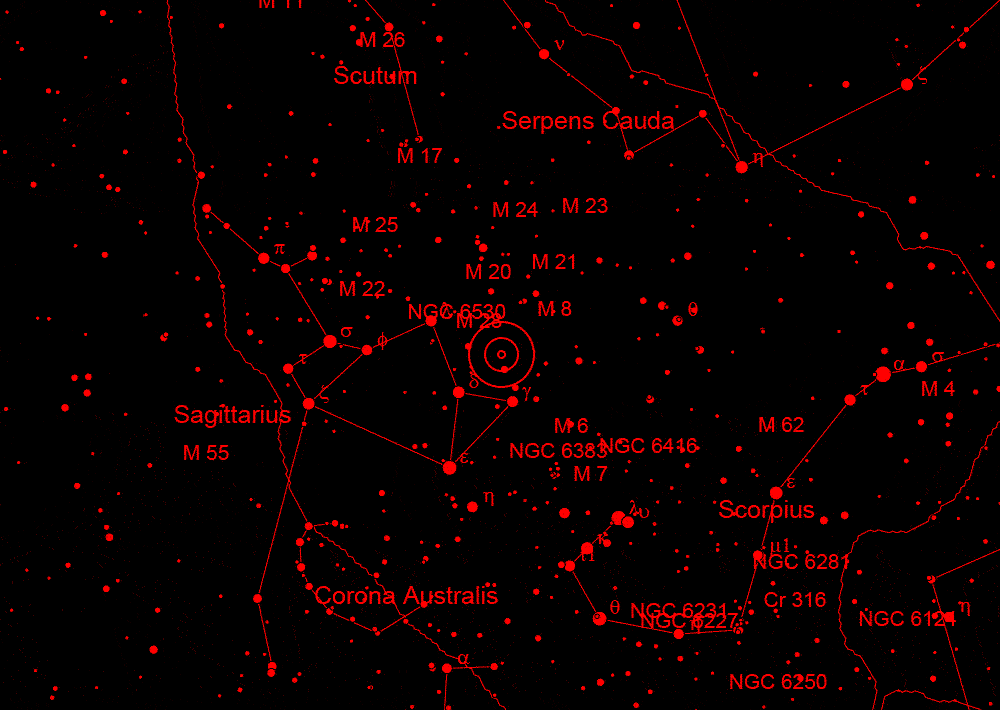 M 11
M 26
ν
Scutum
ζ
Serpens Cauda
M 17
η
M 24
M 23
M 25
π
M 20
M 21
M 22
NGC 6530
M 28
M 8
θ
σ
φ
τ
α
σ
δ
γ
ζ
τ
M 4
Sagittarius
M 6
M 62
NGC 6383
NGC 6416
M 55
ε
M 7
ε
η
λ
υ
Scorpius
κ
ι1
μ1
NGC 6281
Corona Australis
Cr 316
θ
NGC 6231
NGC 6227
η
NGC 6124
α
NGC 6250